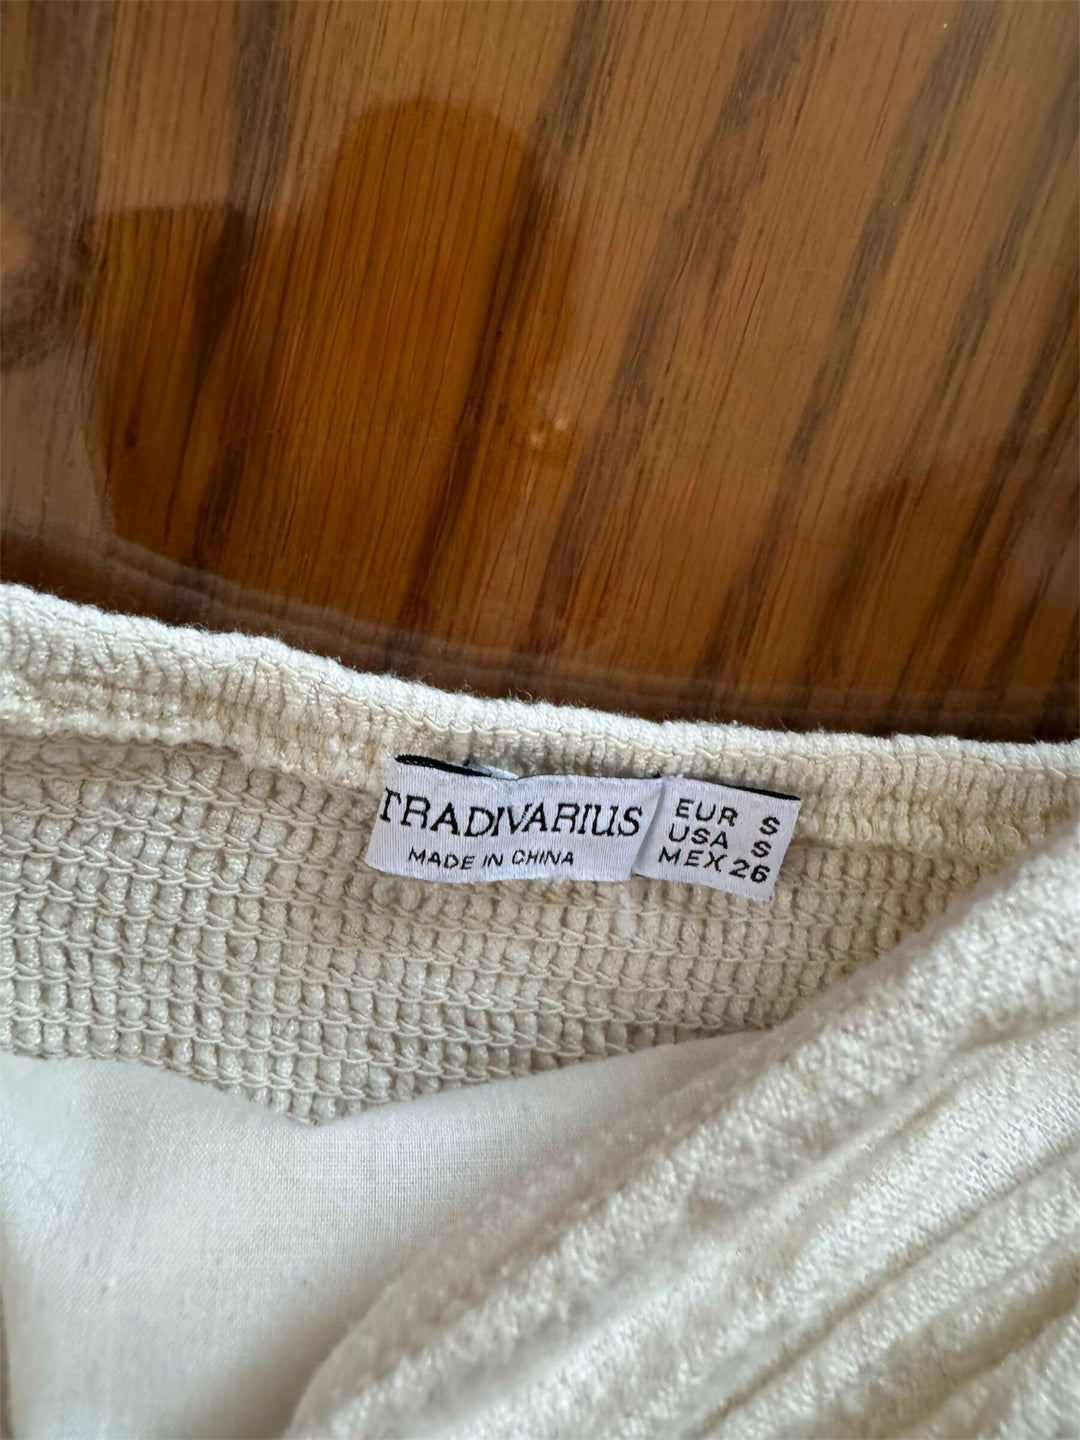 TRADIVARIUS
MADE IN CHINA
EUR S
USA S
MEX 26